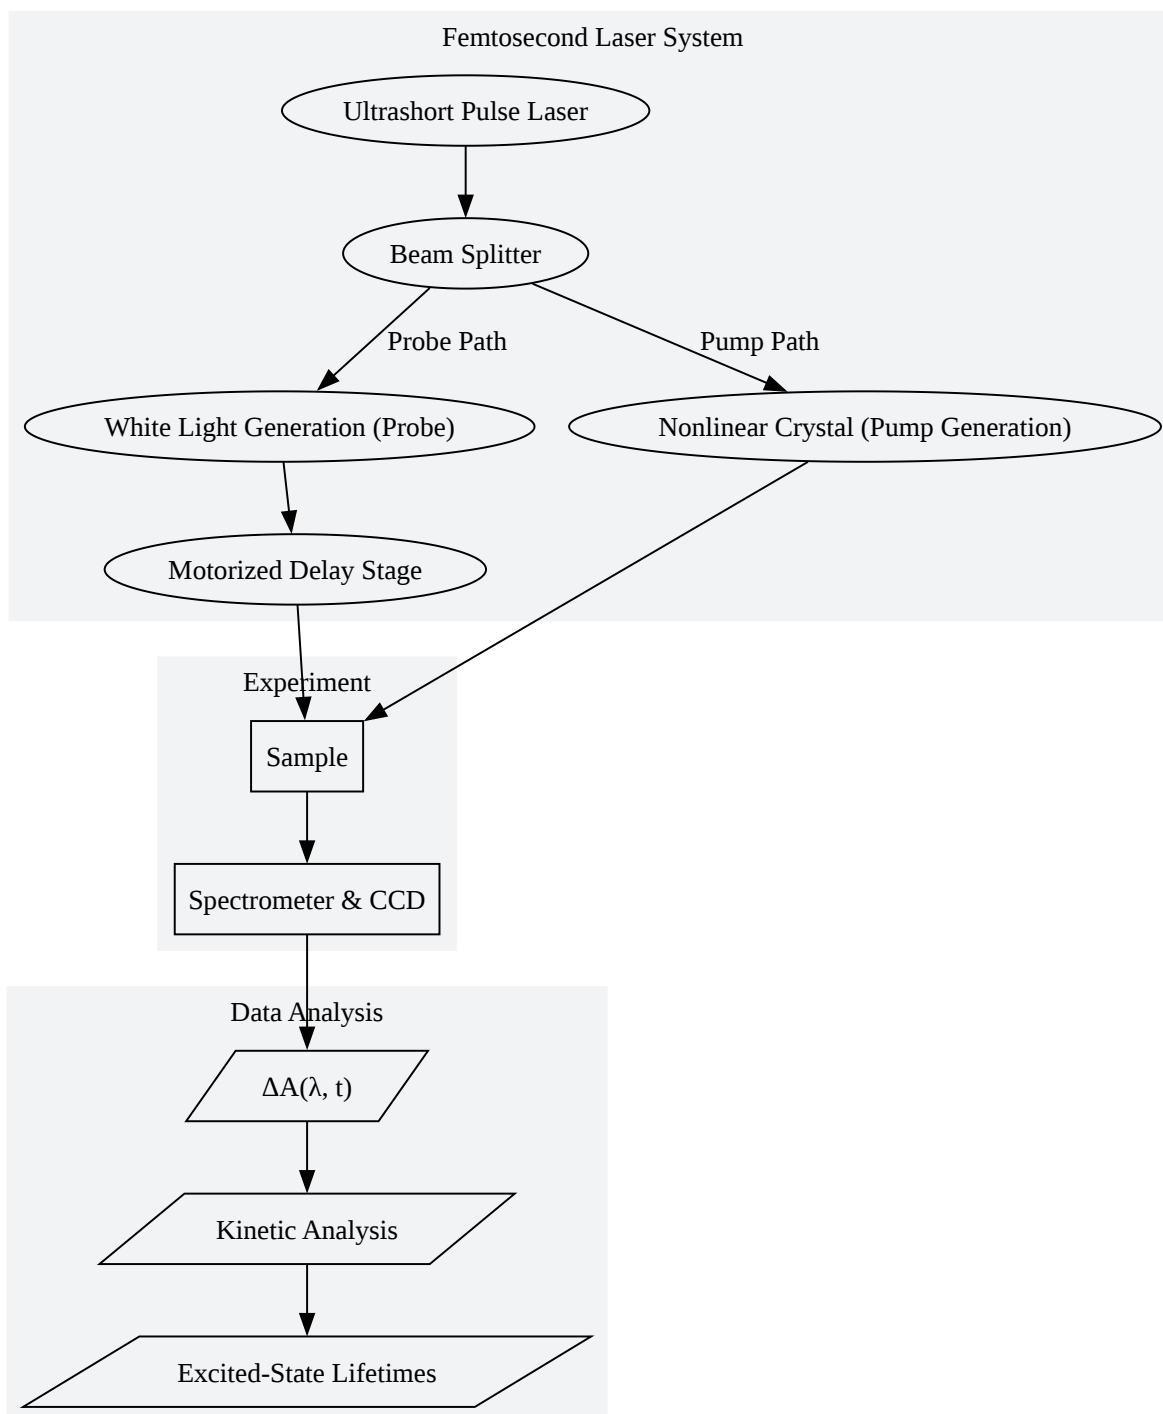 Femtosecond Laser System
Ultrashort Pulse Laser
Beam Splitter
Probe Path
Pump Path
White Light Generation (Probe)
Nonlinear Crystal (Pump Generation)
Motorized Delay Stage
Experiment
Sample
Spectrometer & CCD
Data Analysis
ΔA(λ, t)
Kinetic Analysis
Excited-State Lifetimes